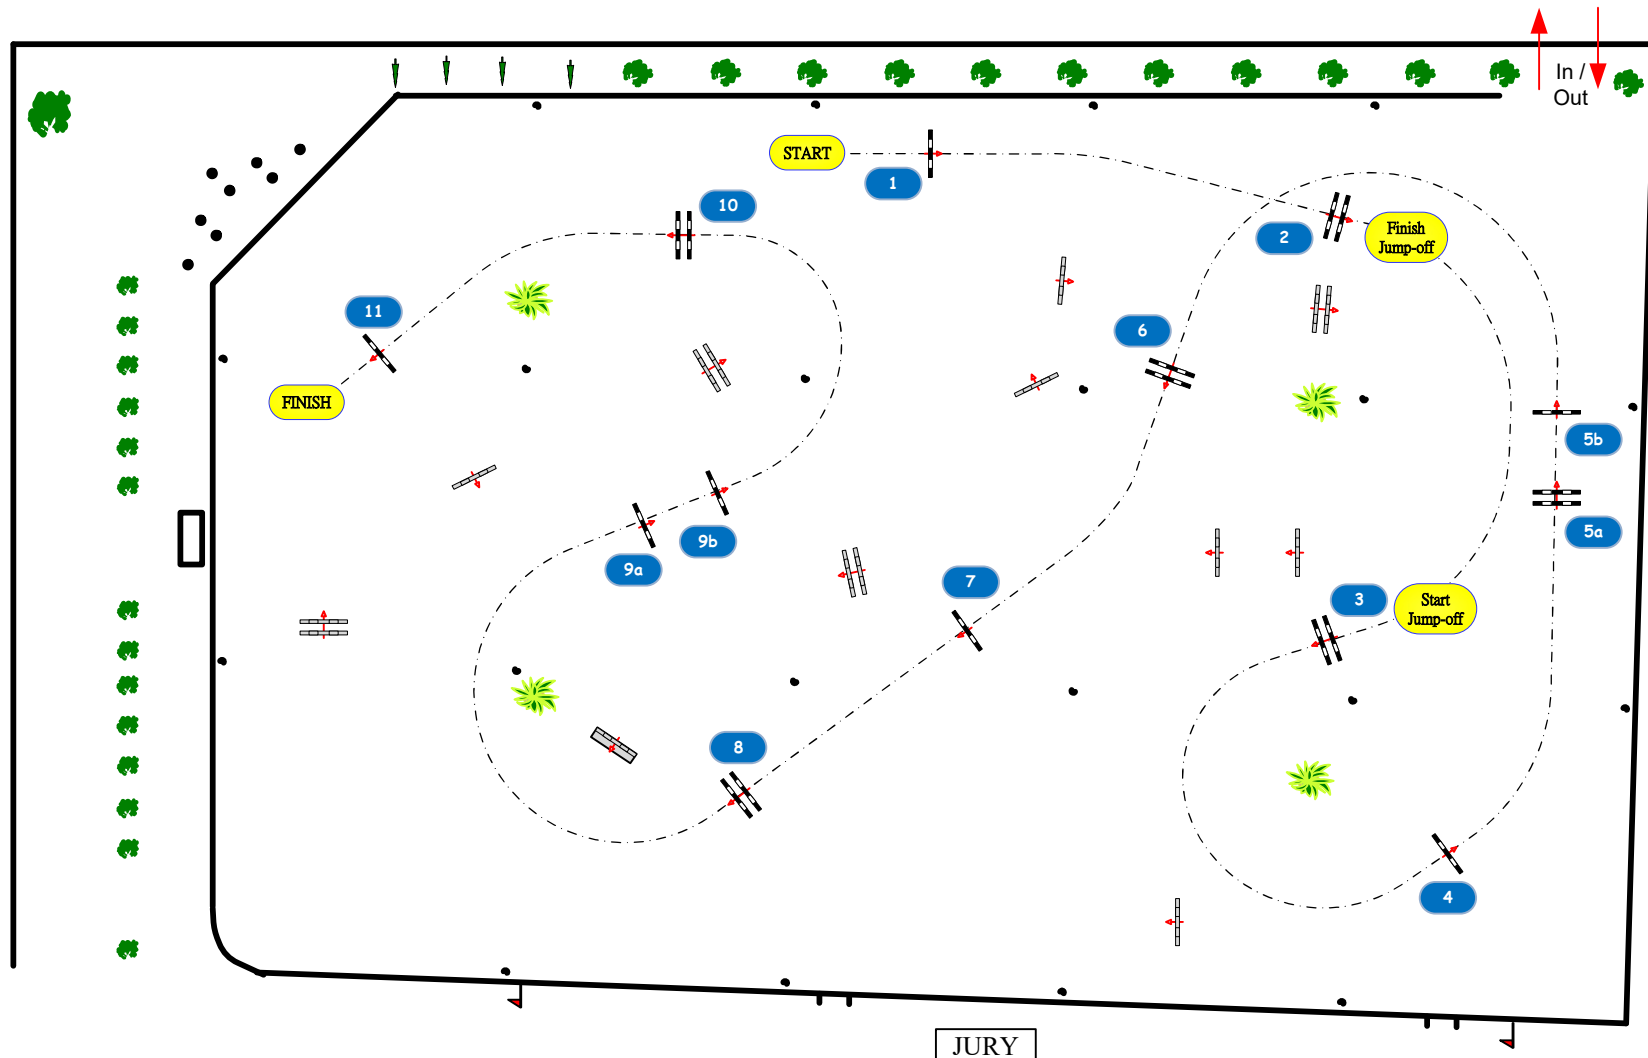 In /
Out
START
1
10
2
Finish
Jump-off
11
6
FINISH
5b
9b
5a
9a
7
3
Start
Jump-off
8
4
JURY